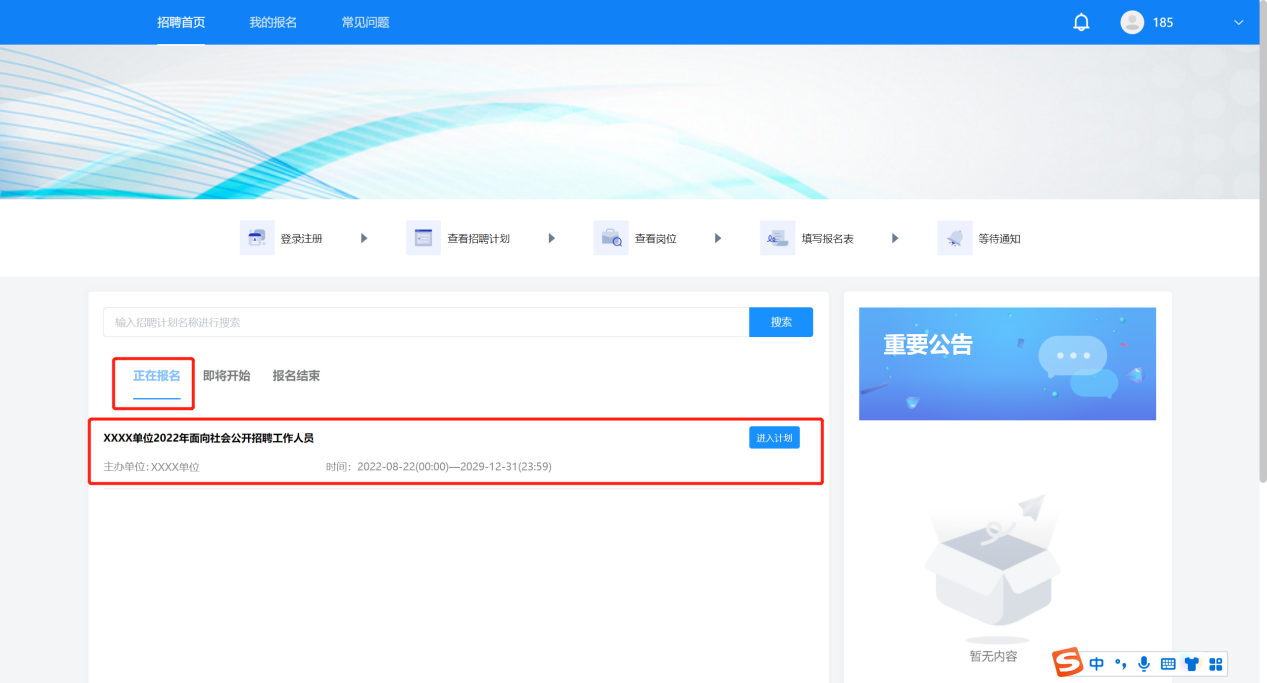 招聘首页 我的报名 常见问题 185
登录注册 查看招聘计划 查看岗位 填写报名表 等待通知
输入招聘计划名称进行搜索 搜索
正在报名 即将开始 报名结束
XXXX单位2022年面向社会公开招聘工作人员 进入计划
主办单位:XXXX单位 时间：2022-08-22(00:00)—2029-12-31(23:59)
重要公告
暂无内容
S 中 °,